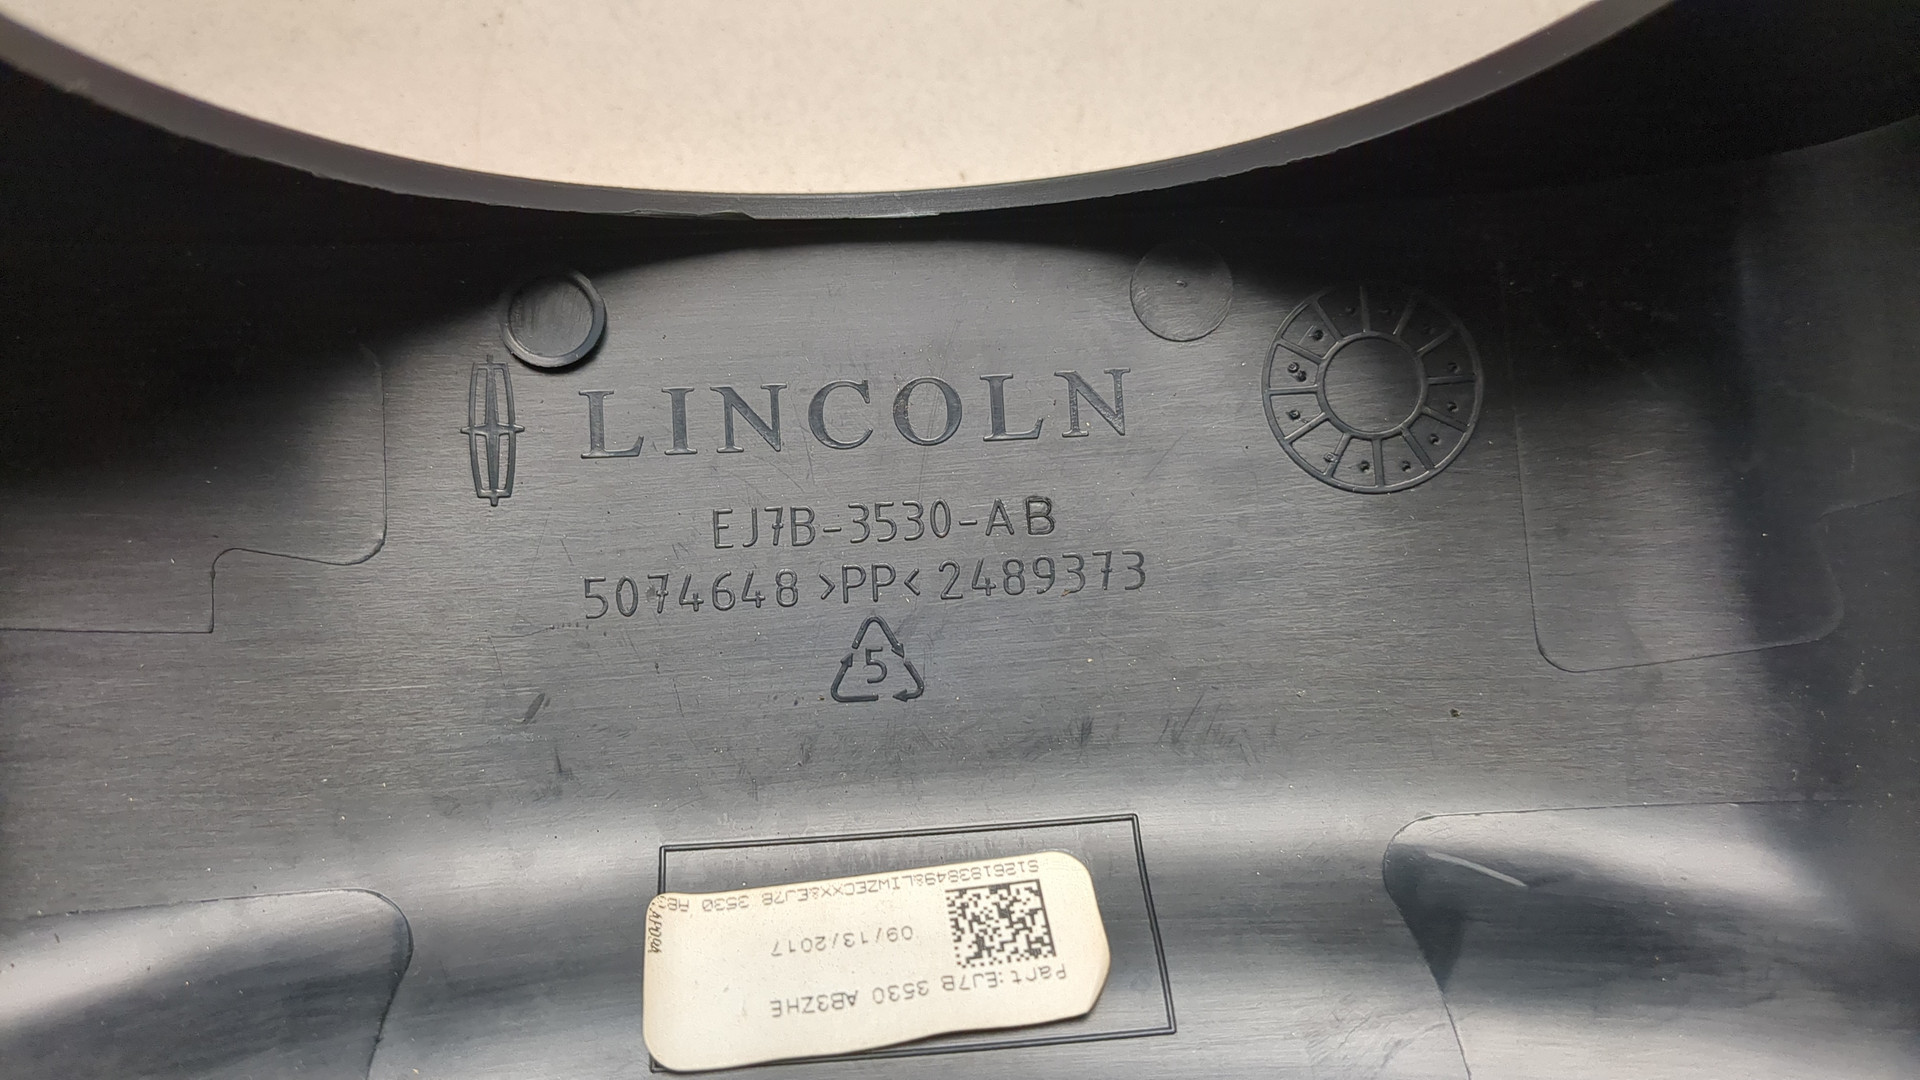 LINCOLN
EJ7B-3530-AB
5074648 >PP< 2489373
5
Part:EJ7B 3530 AB3ZHE
09/13/2017